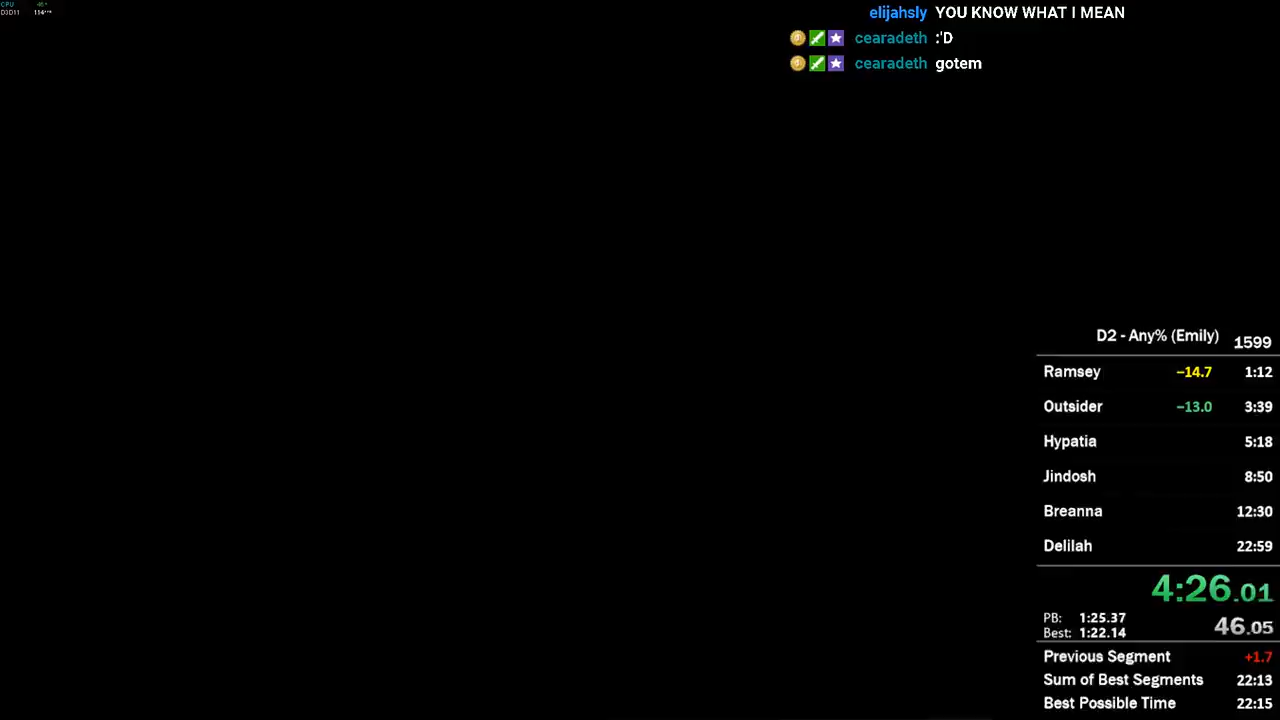 CPU
D3D11
elijahsly YOU KNOW WHAT I MEAN
cearadeth :'D
cearadeth gotem
D2 - Any% (Emily) 1599
Ramsey −14.7 1:12
Outsider −13.0 3:39
Hypatia 5:18
Jindosh 8:50
Breanna 12:30
Delilah 22:59
4:26.01
PB: 1:25.37
Best: 1:22.14
46.05
Previous Segment +1.7
Sum of Best Segments 22:13
Best Possible Time 22:15